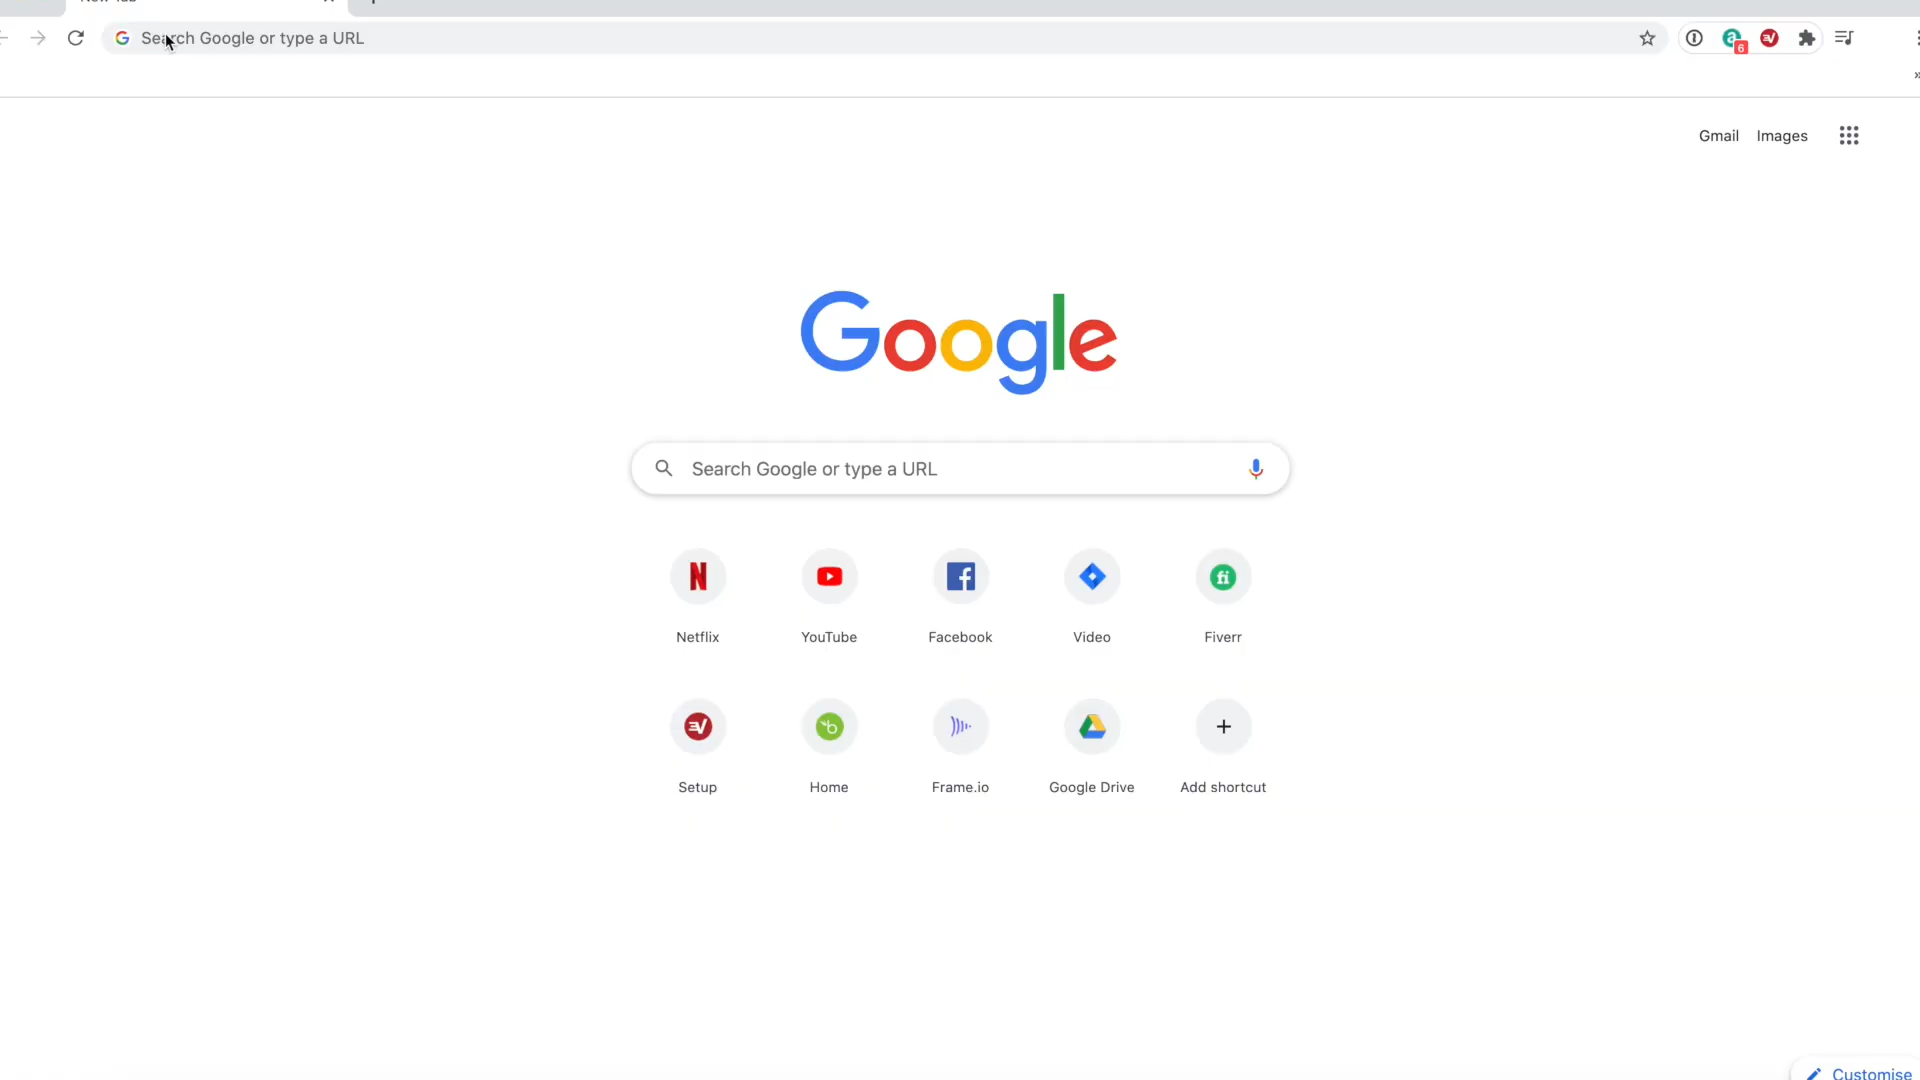 Search Google or type a URL
6
Gmail Images
Google
Search Google or type a URL
Netflix YouTube Facebook Video Fiverr
Setup Home Frame.io Google Drive Add shortcut
Customise